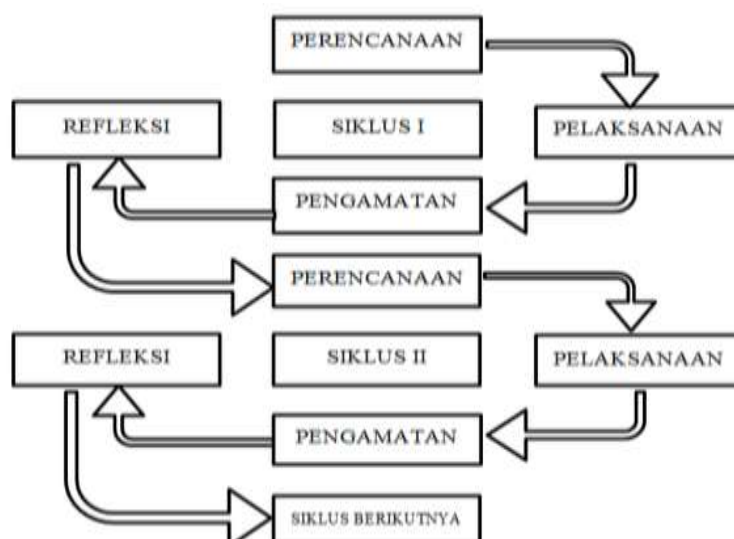 PERENCANAAN
REFLEKSI
SIKLUS I
PELAKSANAAN
PENGAMATAN
PERENCANAAN
REFLEKSI
SIKLUS II
PELAKSANAAN
PENGAMATAN
SIKLUS BERIKUTNYA